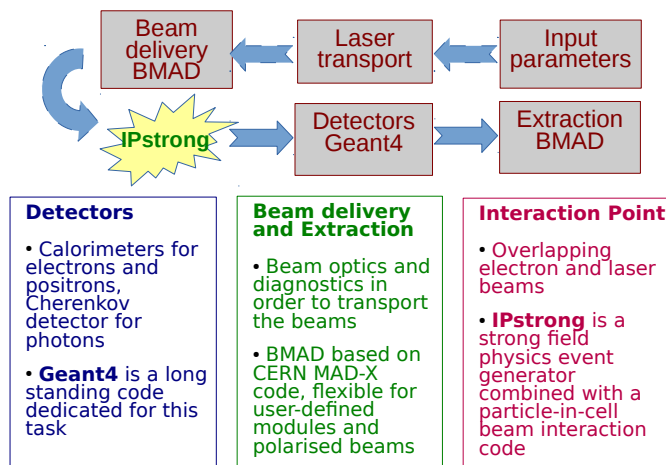 Beam
delivery
BMAD
Laser
transport
Input
parameters
IPstrong
Detectors
Geant4
Extraction
BMAD
Detectors
• Calorimeters for
electrons and
positrons,
Cherenkov
detector for
photons
• Geant4 is a long
standing code
dedicated for this
task
Beam delivery
and Extraction
• Beam optics and
diagnostics in
order to transport
the beams
• BMAD based on
CERN MAD-X
code, flexible for
user-defined
modules and
polarised beams
Interaction Point
• Overlapping
electron and laser
beams
• IPstrong is a
strong field
physics event
generator
combined with a
particle-in-cell
beam interaction
code